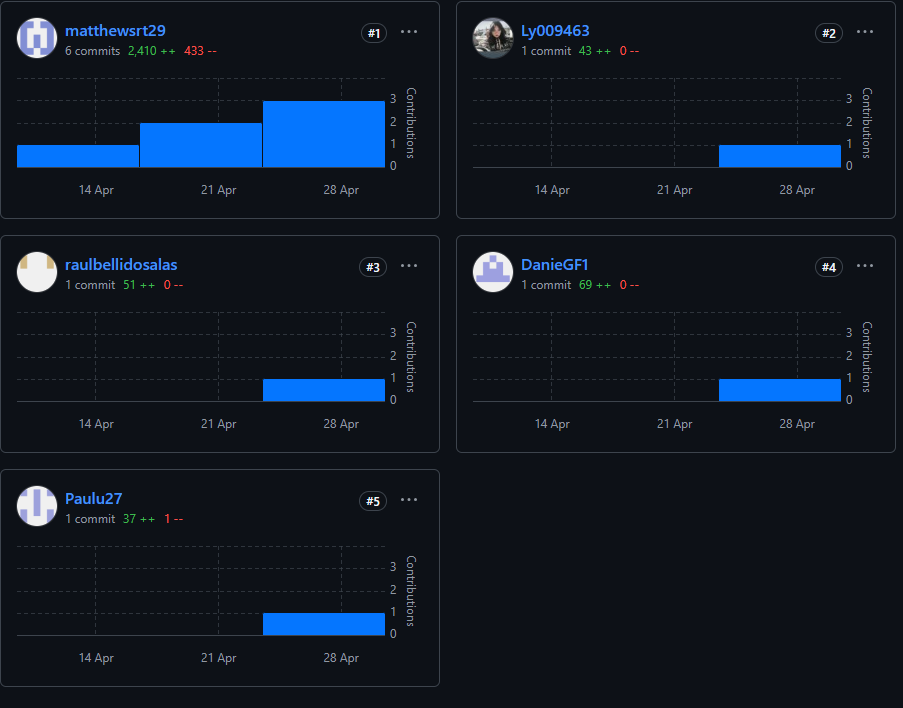 matthewsrt29 #1 ···
6 commits 2,410 ++ 433 --
3
2
1
0
Contributions
14 Apr 21 Apr 28 Apr
Ly009463 #2 ···
1 commit 43 ++ 0 --
3
2
1
0
Contributions
14 Apr 21 Apr 28 Apr
raulbellidosalas #3 ···
1 commit 51 ++ 0 --
3
2
1
0
Contributions
14 Apr 21 Apr 28 Apr
DanieGF1 #4 ···
1 commit 69 ++ 0 --
3
2
1
0
Contributions
14 Apr 21 Apr 28 Apr
Paulu27 #5 ···
1 commit 37 ++ 1 --
3
2
1
0
Contributions
14 Apr 21 Apr 28 Apr